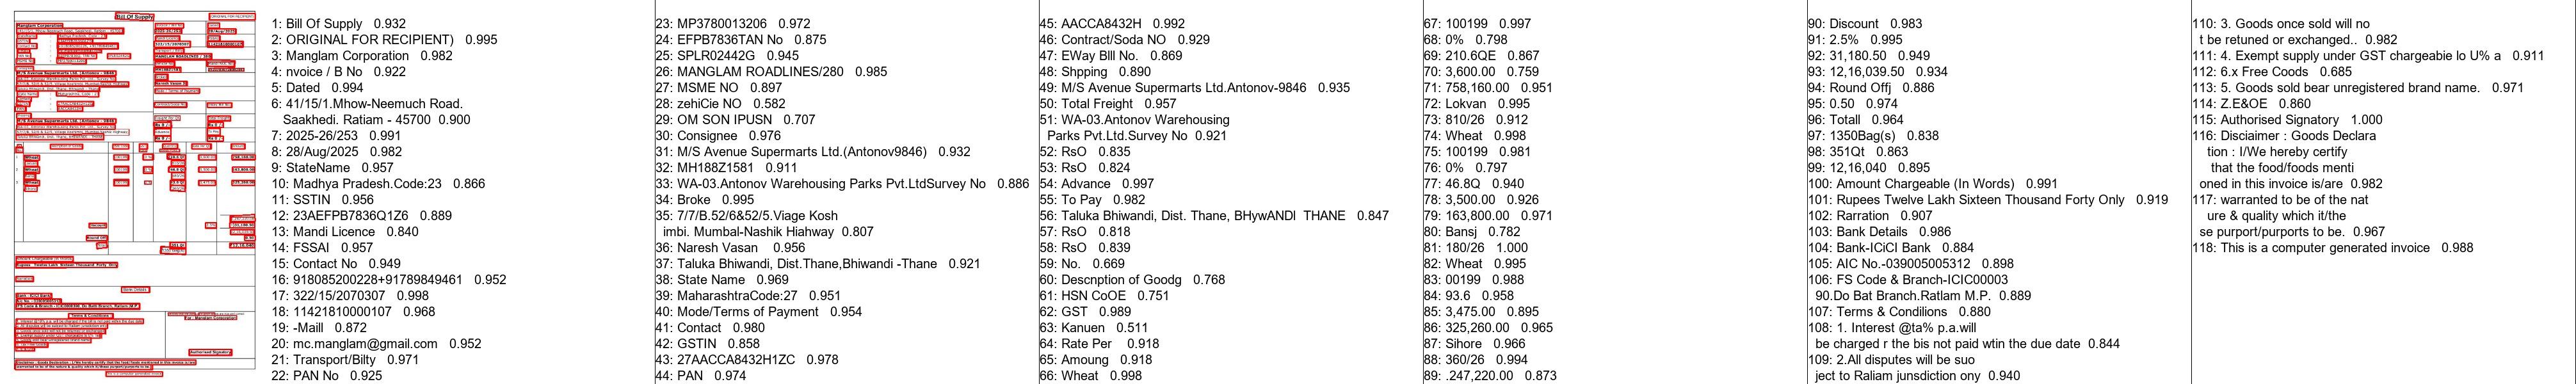 1: Bill Of Supply 0.932
2: ORIGINAL FOR RECIPIENT) 0.995
3: Manglam Corporation 0.982
4: nvoice / B No 0.922
5: Dated 0.994
6: 41/15/1.Mhow-Neemuch Road.
Saakhedi. Ratiam - 45700 0.900
7: 2025-26/253 0.991
8: 28/Aug/2025 0.982
9: StateName 0.957
10: Madhya Pradesh.Code:23 0.866
11: SSTIN 0.956
12: 23AEFPB7836Q1Z6 0.889
13: Mandi Licence 0.840
14: FSSAI 0.957
15: Contact No 0.949
16: 918085200228+91789849461 0.952
17: 322/15/2070307 0.998
18: 11421810000107 0.968
19: -Maill 0.872
20: mc.manglam@gmail.com 0.952
21: Transport/Bilty 0.971
22: PAN No 0.925
23: MP3780013206 0.972
24: EFPB7836TAN No 0.875
25: SPLR02442G 0.945
26: MANGLAM ROADLINES/280 0.985
27: MSME NO 0.897
28: zehiCie NO 0.582
29: OM SON IPUSN 0.707
30: Consignee 0.976
31: M/S Avenue Supermarts Ltd.(Antonov9846) 0.932
32: MH188Z1581 0.911
33: WA-03.Antonov Warehousing Parks Pvt.LtdSurvey No 0.886
34: Broke 0.995
35: 7/7/B.52/6&52/5.Viage Kosh
imbi. Mumbal-Nashik Hiahway 0.807
36: Naresh Vasan 0.956
37: Taluka Bhiwandi, Dist.Thane,Bhiwandi -Thane 0.921
38: State Name 0.969
39: MaharashtraCode:27 0.951
40: Mode/Terms of Payment 0.954
41: Contact 0.980
42: GSTIN 0.858
43: 27AACCA8432H1ZC 0.978
44: PAN 0.974
45: AACCA8432H 0.992
46: Contract/Soda NO 0.929
47: EWay Blll No. 0.869
48: Shpping 0.890
49: M/S Avenue Supermarts Ltd.Antonov-9846 0.935
50: Total Freight 0.957
51: WA-03.Antonov Warehousing
Parks Pvt.Ltd.Survey No 0.921
52: RsO 0.835
53: RsO 0.824
54: Advance 0.997
55: To Pay 0.982
56: Taluka Bhiwandi, Dist. Thane, BHywANDI THANE 0.847
57: RsO 0.818
58: RsO 0.839
59: No. 0.669
60: Descnption of Goodg 0.768
61: HSN CoOE 0.751
62: GST 0.989
63: Kanuen 0.511
64: Rate Per 0.918
65: Amoung 0.918
66: Wheat 0.998
67: 100199 0.997
68: 0% 0.798
69: 210.6QE 0.867
70: 3,600.00 0.759
71: 758,160.00 0.951
72: Lokvan 0.995
73: 810/26 0.912
74: Wheat 0.998
75: 100199 0.981
76: 0% 0.797
77: 46.8Q 0.940
78: 3,500.00 0.926
79: 163,800.00 0.971
80: Bansj 0.782
81: 180/26 1.000
82: Wheat 0.995
83: 00199 0.988
84: 93.6 0.958
85: 3,475.00 0.895
86: 325,260.00 0.965
87: Sihore 0.966
88: 360/26 0.994
89: .247,220.00 0.873
90: Discount 0.983
91: 2.5% 0.995
92: 31,180.50 0.949
93: 12,16,039.50 0.934
94: Round Offj 0.886
95: 0.50 0.974
96: Totall 0.964
97: 1350Bag(s) 0.838
98: 351Qt 0.863
99: 12,16,040 0.895
100: Amount Chargeable (In Words) 0.991
101: Rupees Twelve Lakh Sixteen Thousand Forty Only 0.919
102: Rarration 0.907
103: Bank Details 0.986
104: Bank-ICiCI Bank 0.884
105: AIC No.-039005005312 0.898
106: FS Code & Branch-ICIC00003
90.Do Bat Branch.Ratlam M.P. 0.889
107: Terms & Condilions 0.880
108: 1. Interest @ta% p.a.will
be charged r the bis not paid wtin the due date 0.844
109: 2.All disputes will be suo
ject to Raliam junsdiction ony 0.940
110: 3. Goods once sold will no
t be retuned or exchanged.. 0.982
111: 4. Exempt supply under GST chargeabie lo U% a 0.911
112: 6.x Free Coods 0.685
113: 5. Goods sold bear unregistered brand name. 0.971
114: Z.E&OE 0.860
115: Authorised Signatory 1.000
116: Disciaimer : Goods Declara
tion : I/We hereby certify
that the food/foods menti
oned in this invoice is/are 0.982
117: warranted to be of the nat
ure & quality which it/the
se purport/purports to be. 0.967
118: This is a computer generated invoice 0.988